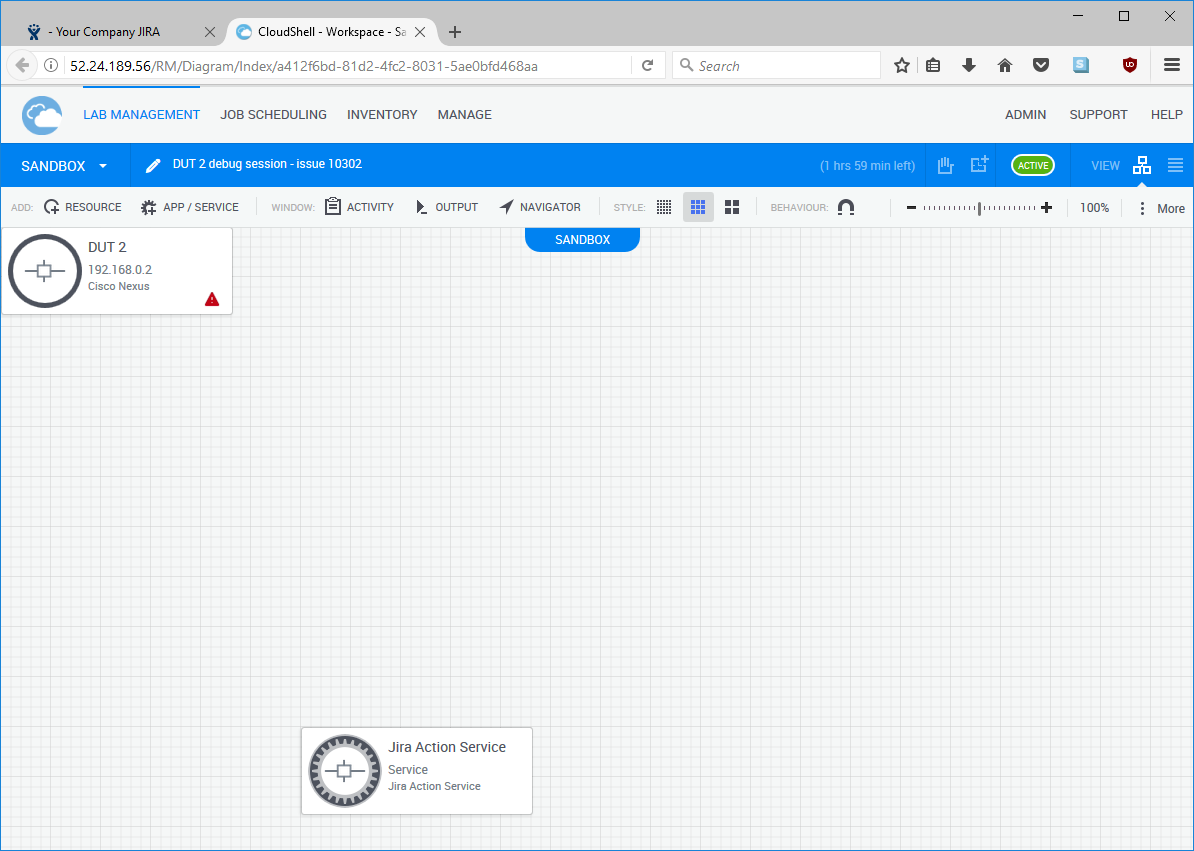 - Your Company JIRA
CloudShell - Workspace - Sa
52.24.189.56/RM/Diagram/Index/a412f6bd-81d2-4fc2-8031-5ae0bfd468aa
Search
S
LAB MANAGEMENT JOB SCHEDULING INVENTORY MANAGE ADMIN SUPPORT HELP
SANDBOX DUT 2 debug session - issue 10302 (1 hrs 59 min left) ACTIVE VIEW
ADD: RESOURCE APP / SERVICE WINDOW: ACTIVITY OUTPUT NAVIGATOR STYLE: BEHAVIOUR: 100% More
SANDBOX
DUT 2
192.168.0.2
Cisco Nexus
Jira Action Service
Service
Jira Action Service